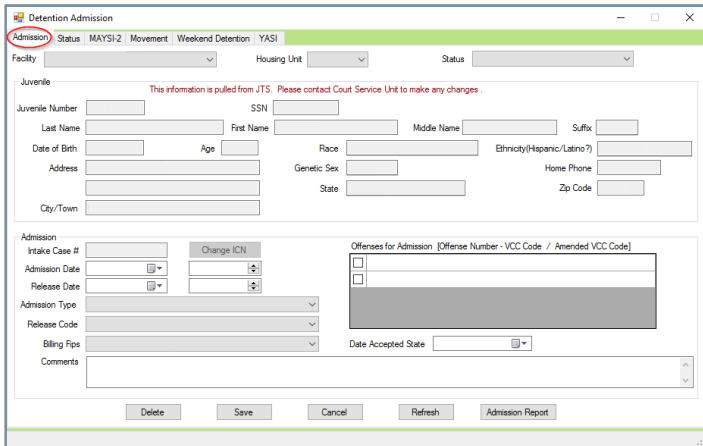 Detention Admission
Admission Status MAYSI-2 Movement Weekend Detention YASI
Facility Housing Unit Status
Juvenile
This information is pulled from JTS. Please contact Court Service Unit to make any changes .
Juvenile Number SSN
Last Name First Name Middle Name Suffix
Date of Birth Age Race Ethnicity(Hispanic/Latino?)
Address Genetic Sex Home Phone
State Zip Code
City/Town
Admission
Intake Case # Change ICN Offenses for Admission [Offense Number - VCC Code / Amended VCC Code]
Admission Date
Release Date
Admission Type
Release Code
Billing Fips Date Accepted State
Comments
Delete Save Cancel Refresh Admission Report